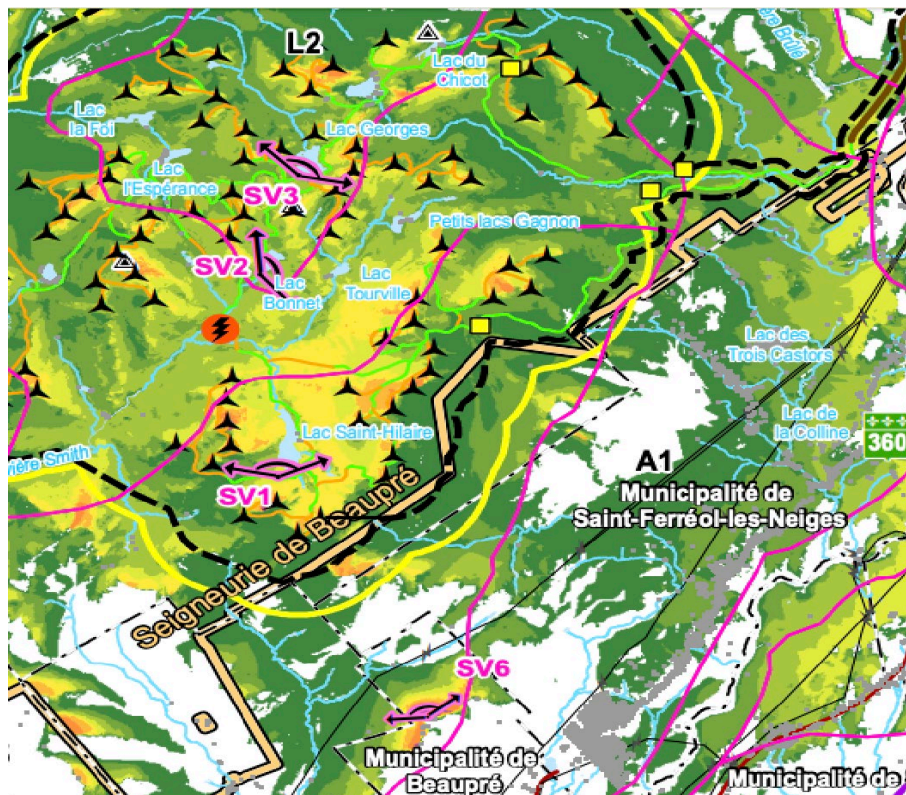 L2
Lac du
Chicot
Brûlé
Lac
la Foi
Lac Georges
Lac
l'Espérance
SV3
Petits lacs Gagnon
SV2
Lac
Bonnet
Lac
Tourville
Lac des
Trois Castors
Lac de
la Colline
360
Lac Saint-Hilaire
ivière Smith
SV1
A1
Municipalité de
Saint-Ferréol-les-Neiges
Seigneurie de Beaupré
SV6
Municipalité de
Beaupré
Municipalité de